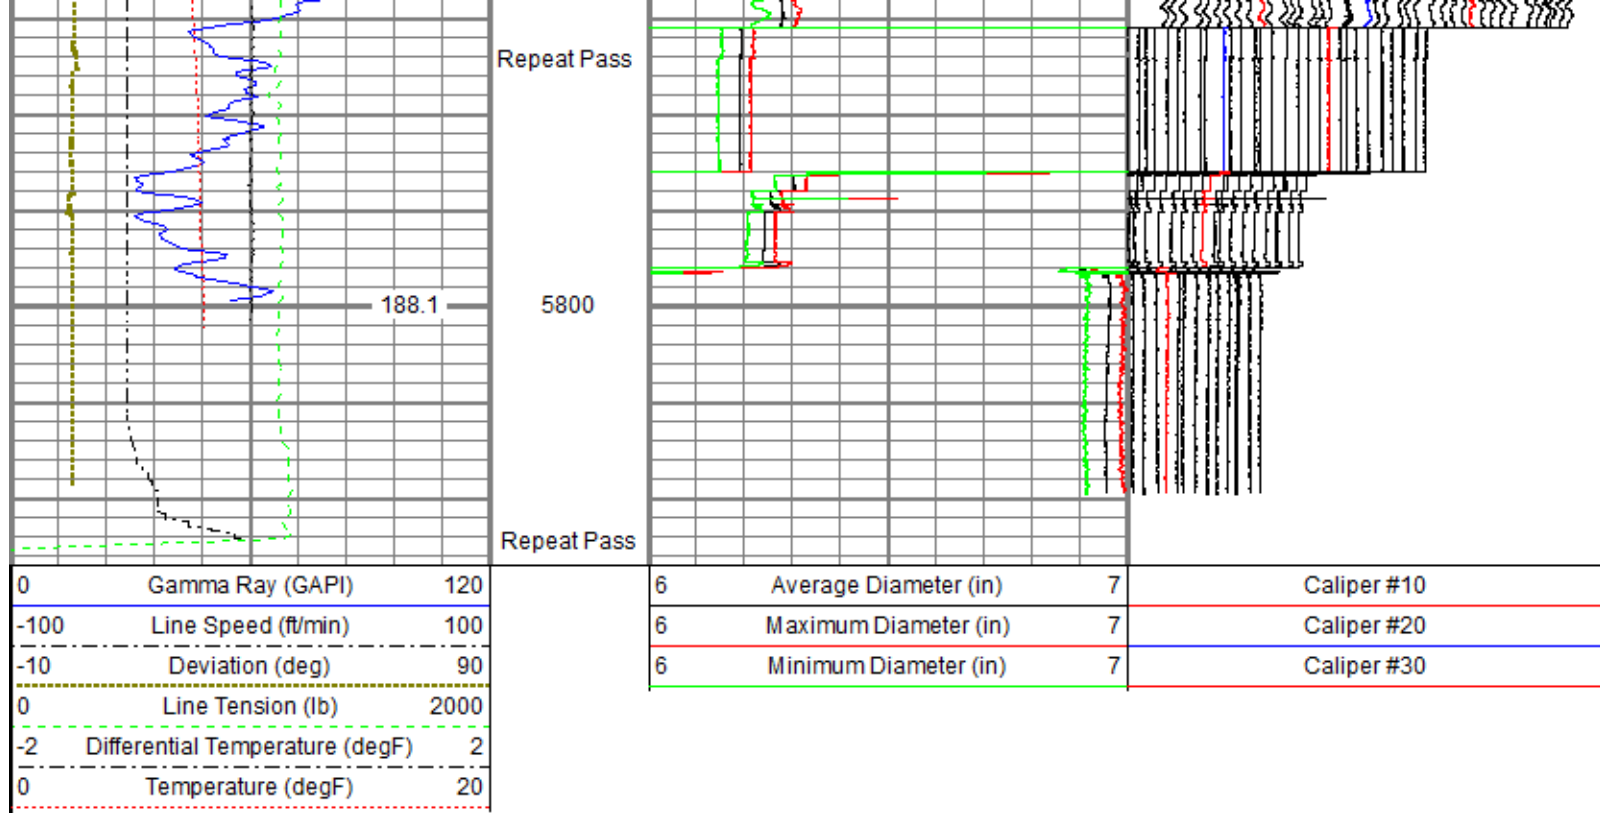 Repeat Pass
188.1 5800
Repeat Pass
0 Gamma Ray (GAPI) 120
-100 Line Speed (ft/min) 100
-10 Deviation (deg) 90
0 Line Tension (lb) 2000
-2 Differential Temperature (degF) 2
0 Temperature (degF) 20
6 Average Diameter (in) 7
6 Maximum Diameter (in) 7
6 Minimum Diameter (in) 7
Caliper #10
Caliper #20
Caliper #30